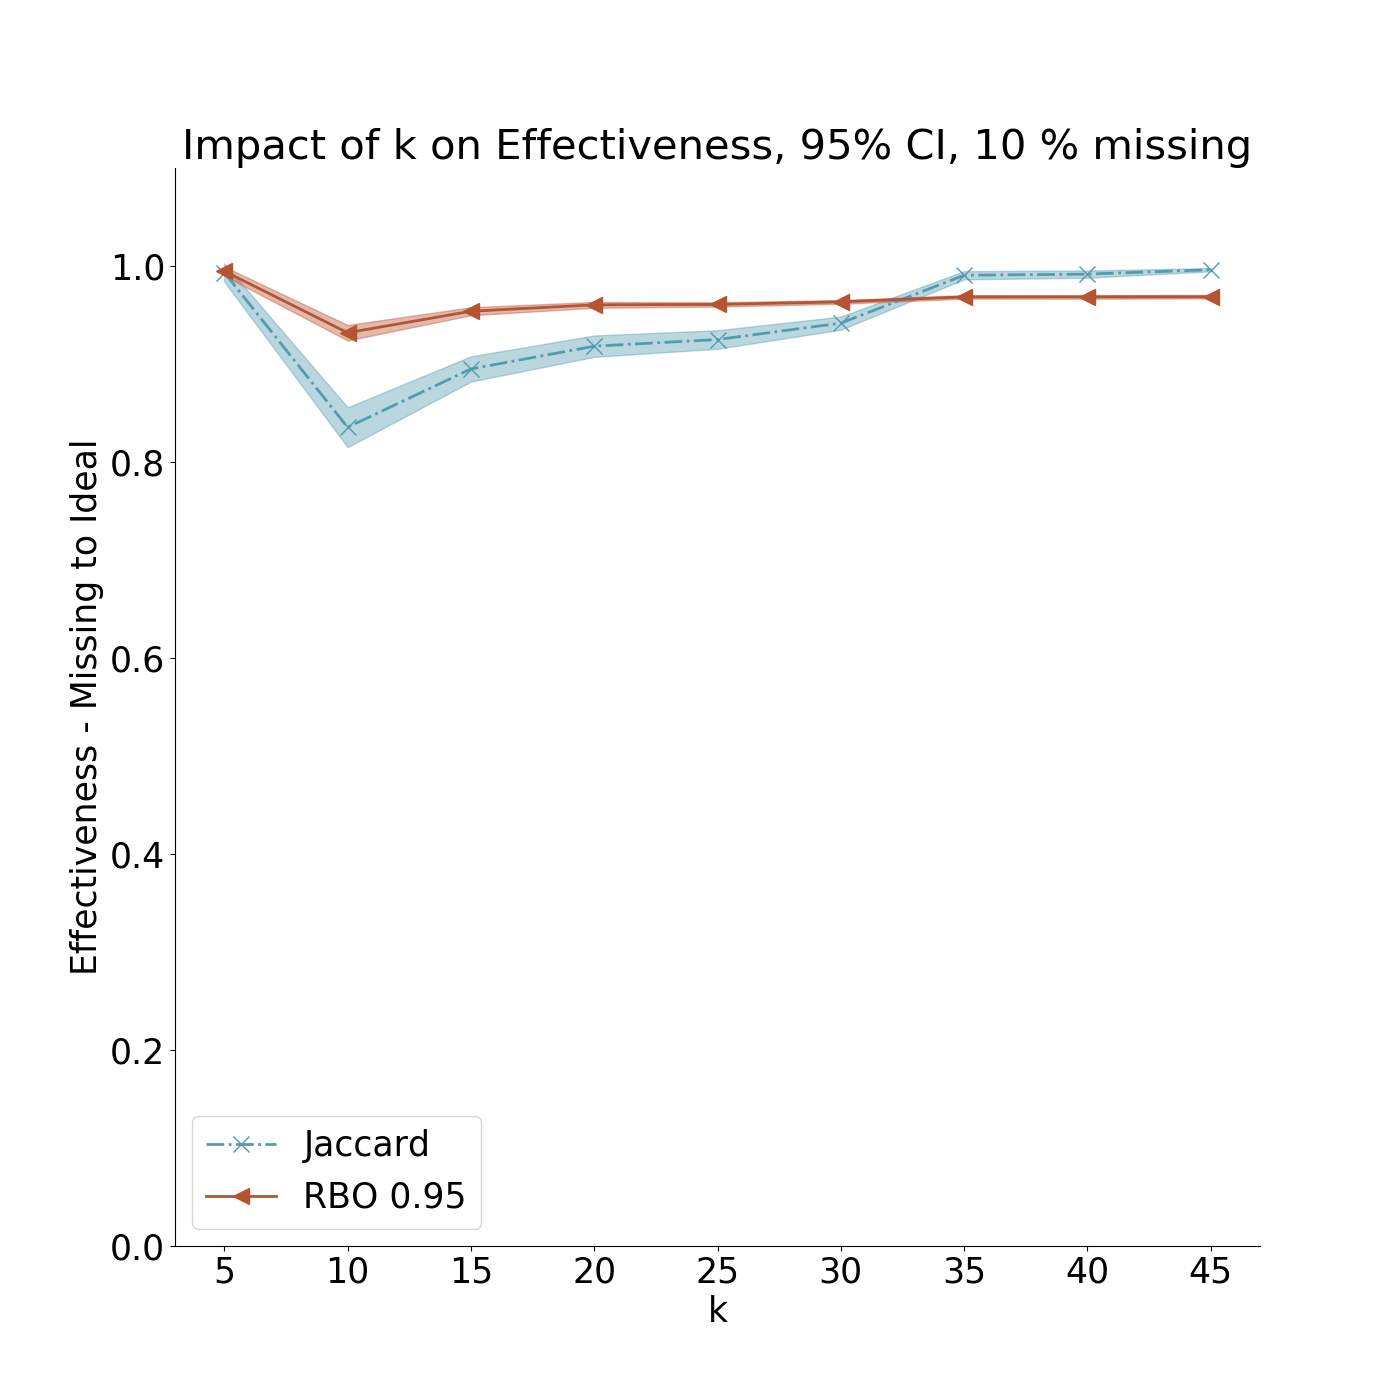 Impact of k on Effectiveness, 95% CI, 10 % missing
Effectiveness - Missing to Ideal
1.0
0.8
0.6
0.4
0.2
0.0
Jaccard
RBO 0.95
5 10 15 20 25 30 35 40 45
k